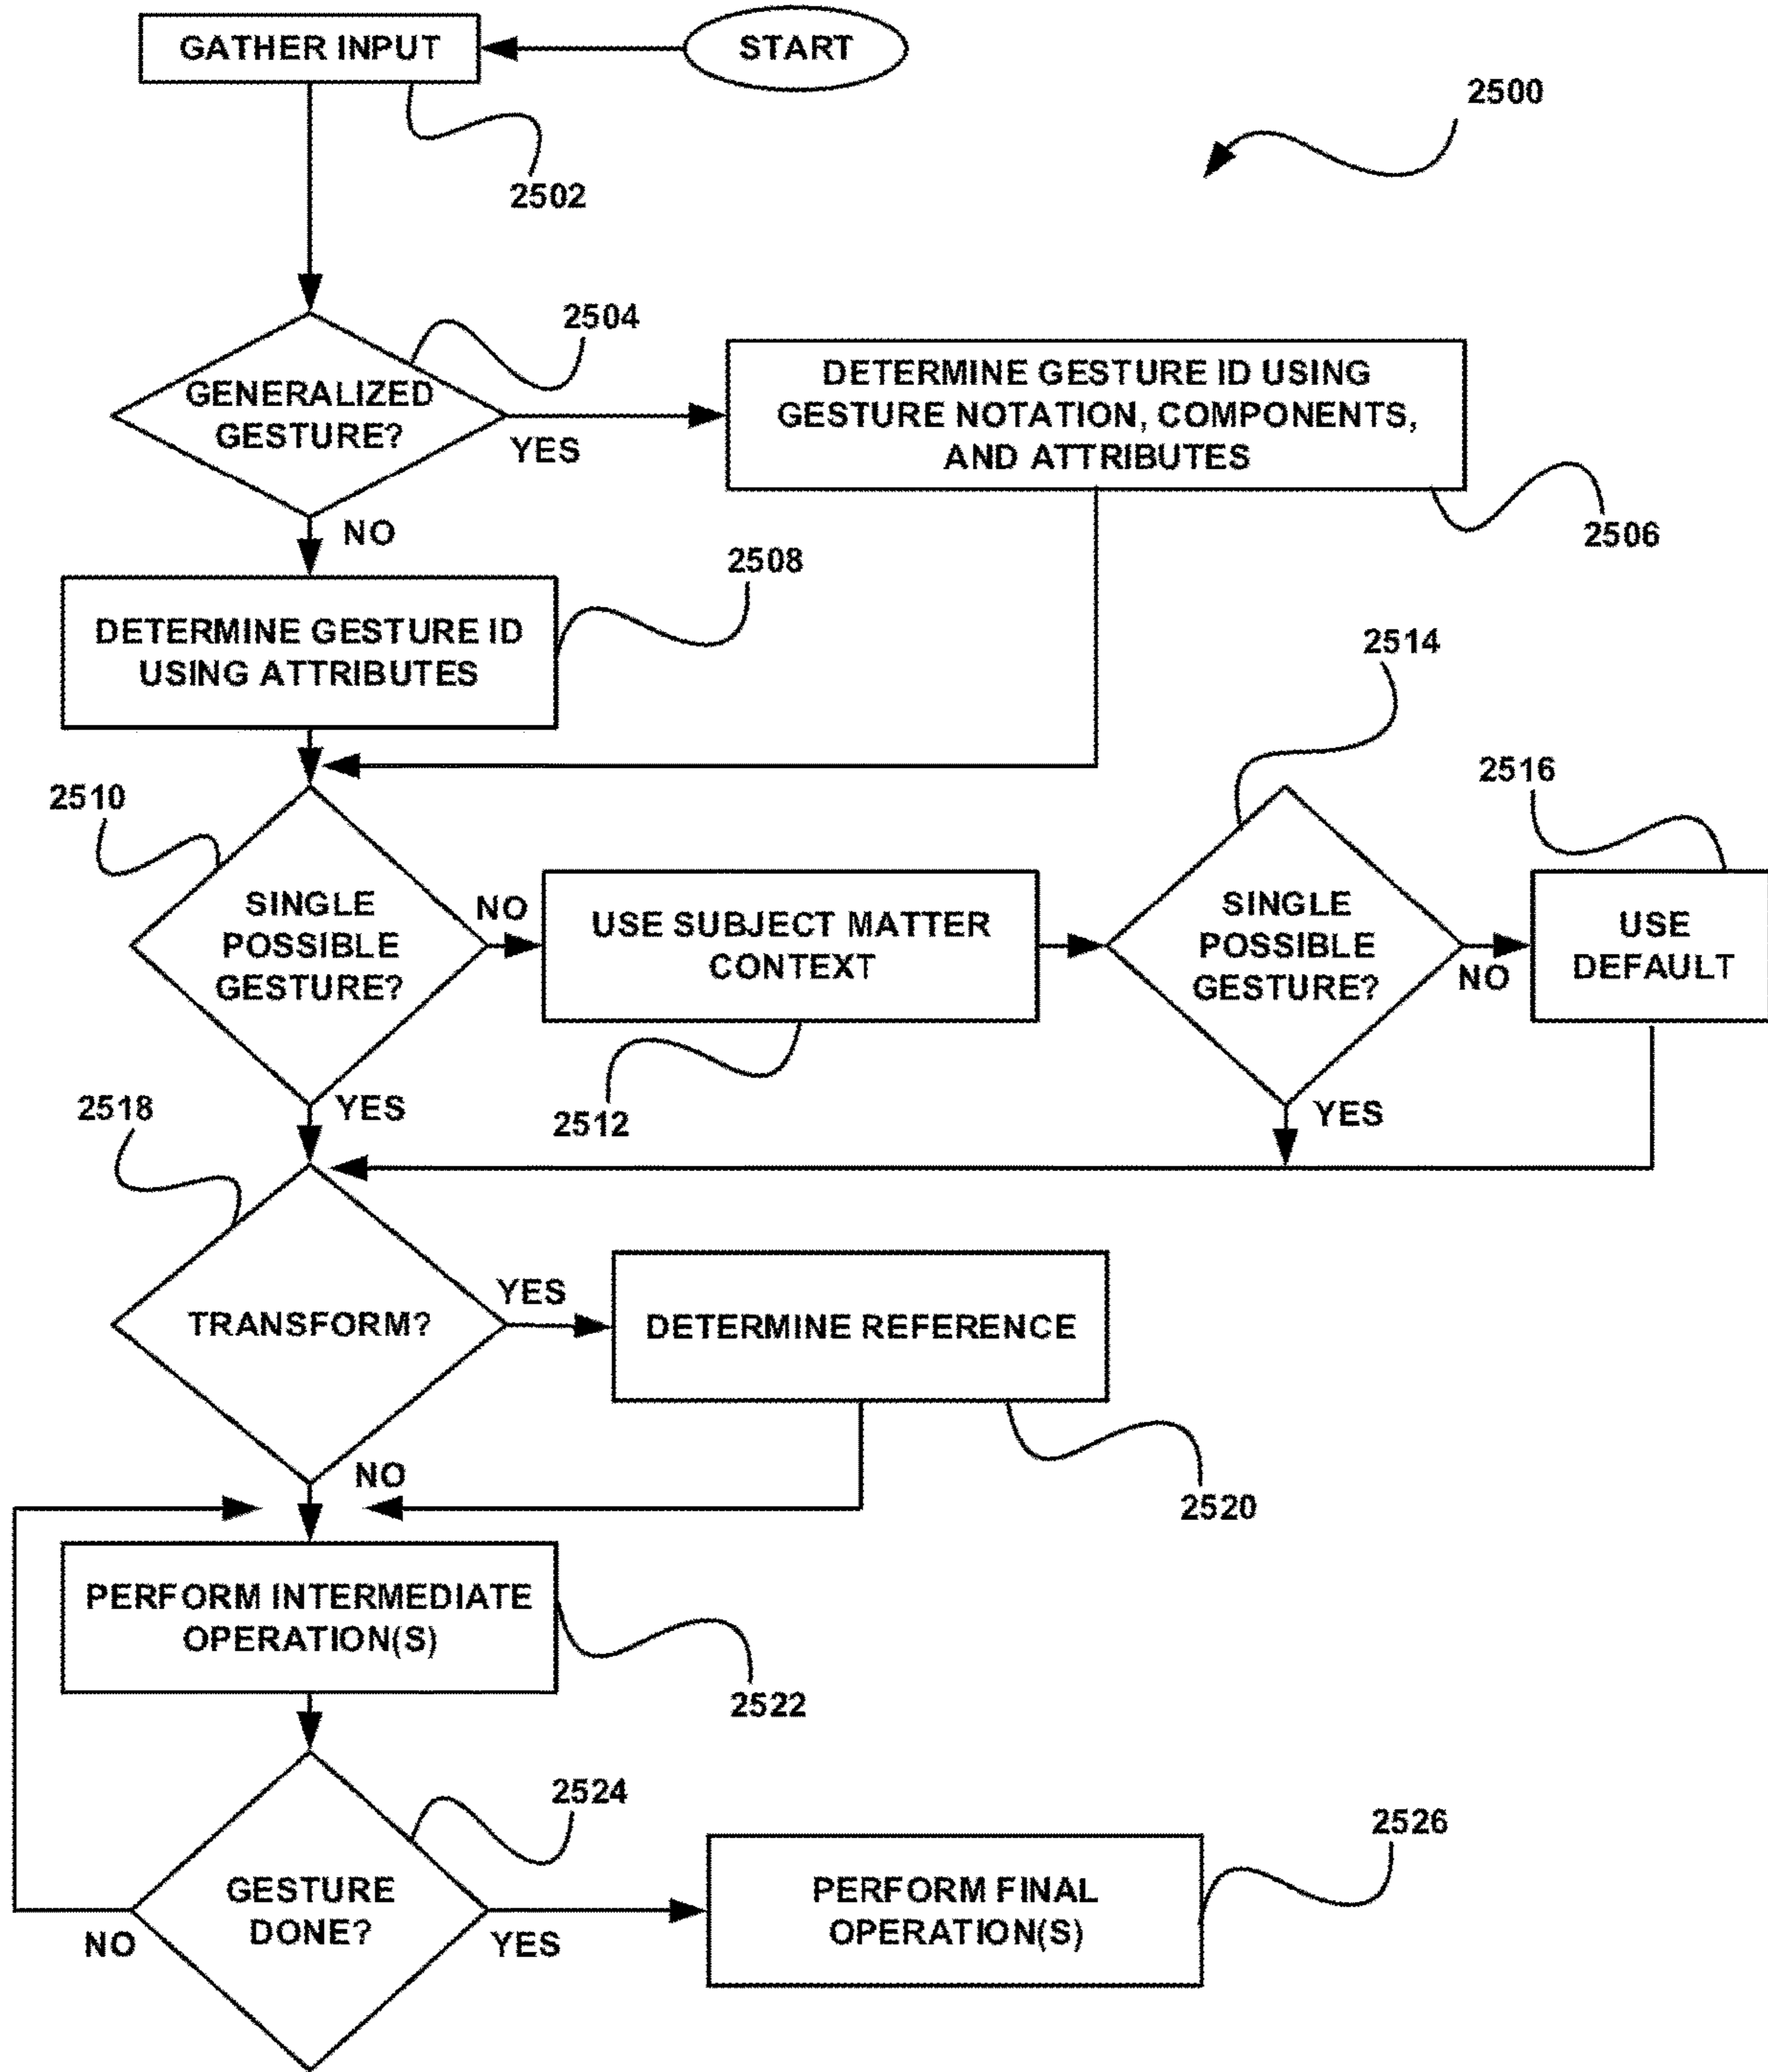 GATHER INPUT
START
2500
2502
2504
GENERALIZED
GESTURE?
YES
DETERMINE GESTURE ID USING
GESTURE NOTATION, COMPONENTS,
AND ATTRIBUTES
2506
NO
2508
DETERMINE GESTURE ID
USING ATTRIBUTES
2514
2510
2516
SINGLE
POSSIBLE
GESTURE?
NO
USE SUBJECT MATTER
CONTEXT
SINGLE
POSSIBLE
GESTURE?
NO
USE
DEFAULT
2518
YES
2512
YES
TRANSFORM?
YES
DETERMINE REFERENCE
NO
2520
PERFORM INTERMEDIATE
OPERATION(S)
2522
2524
2526
GESTURE
DONE?
NO
YES
PERFORM FINAL
OPERATION(S)